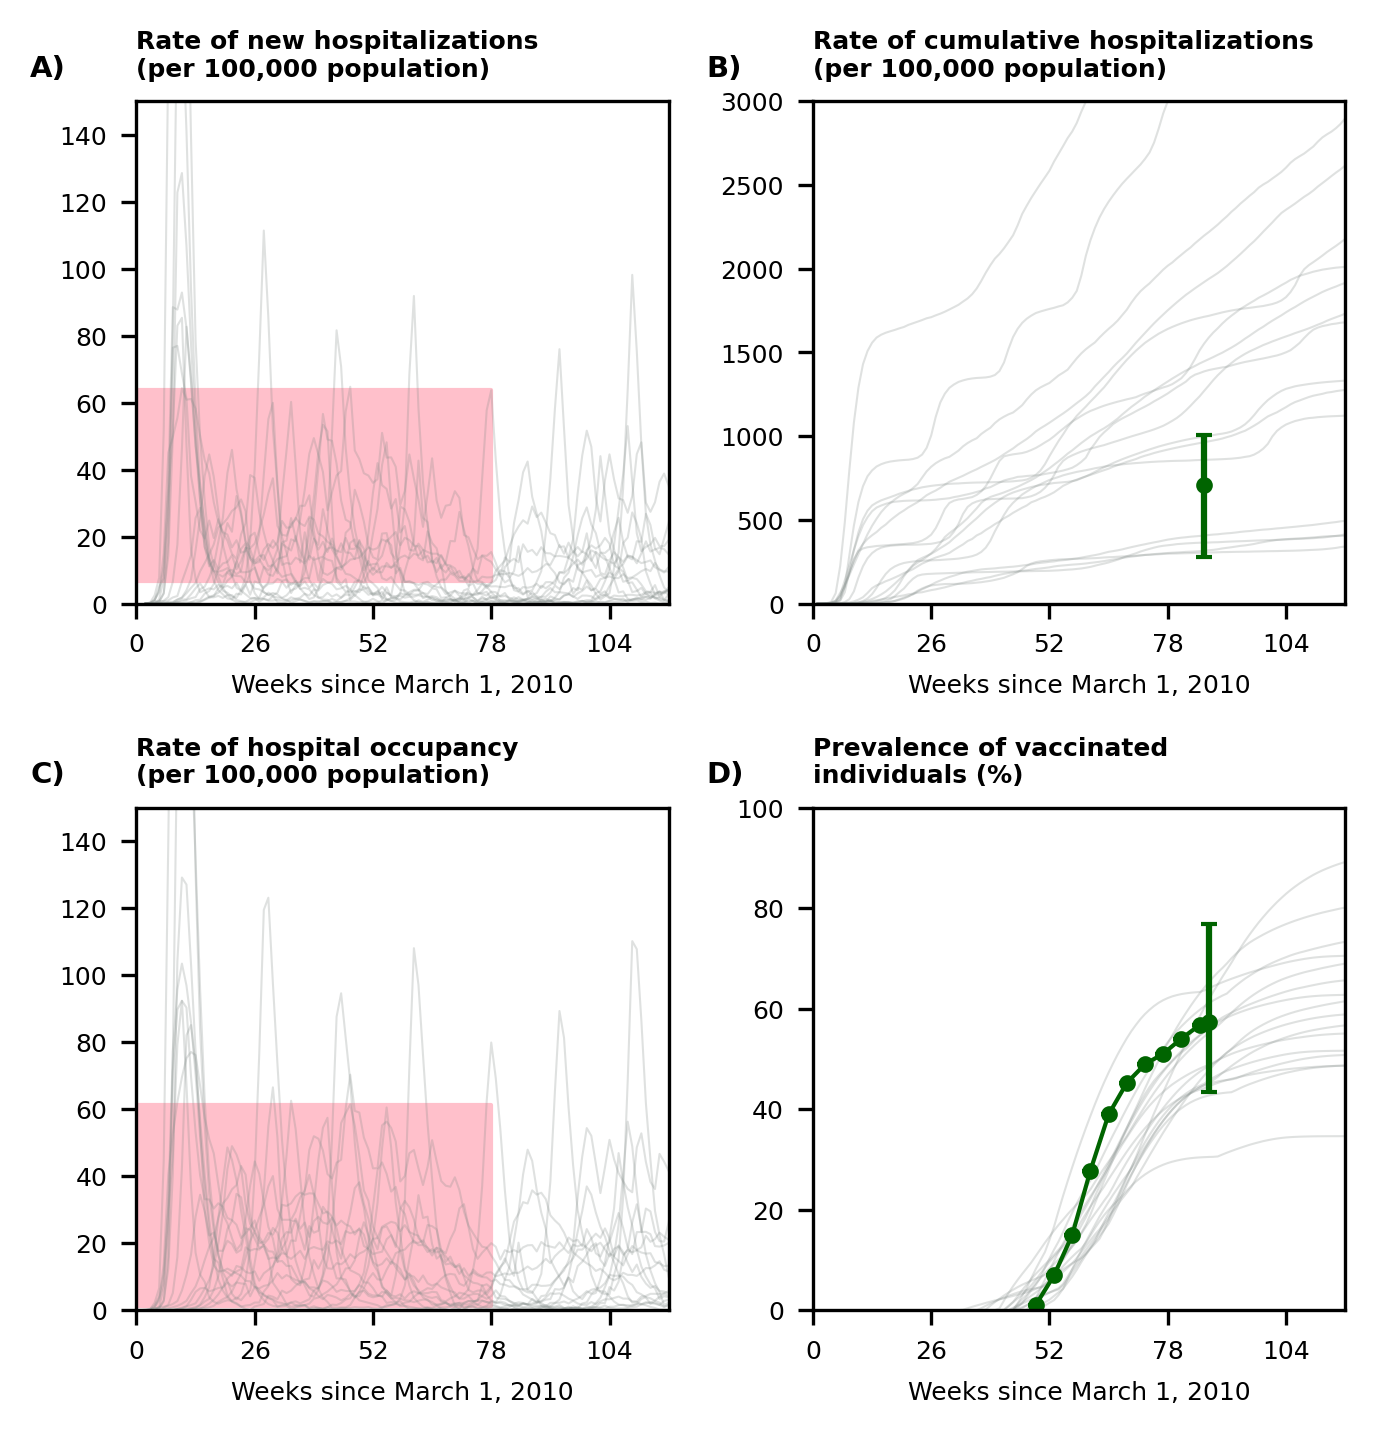 A)
Rate of new hospitalizations
(per 100,000 population)
140
120
100
80
60
40
20
0
0 26 52 78 104
Weeks since March 1, 2010
B)
Rate of cumulative hospitalizations
(per 100,000 population)
3000
2500
2000
1500
1000
500
0
0 26 52 78 104
Weeks since March 1, 2010
C)
Rate of hospital occupancy
(per 100,000 population)
140
120
100
80
60
40
20
0
0 26 52 78 104
Weeks since March 1, 2010
D)
Prevalence of vaccinated
individuals (%)
100
80
60
40
20
0
0 26 52 78 104
Weeks since March 1, 2010